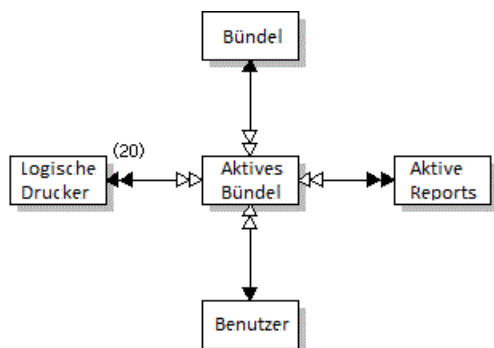 Bündel
(20)
Logische
Drucker
Aktives
Bündel
Aktive
Reports
Benutzer